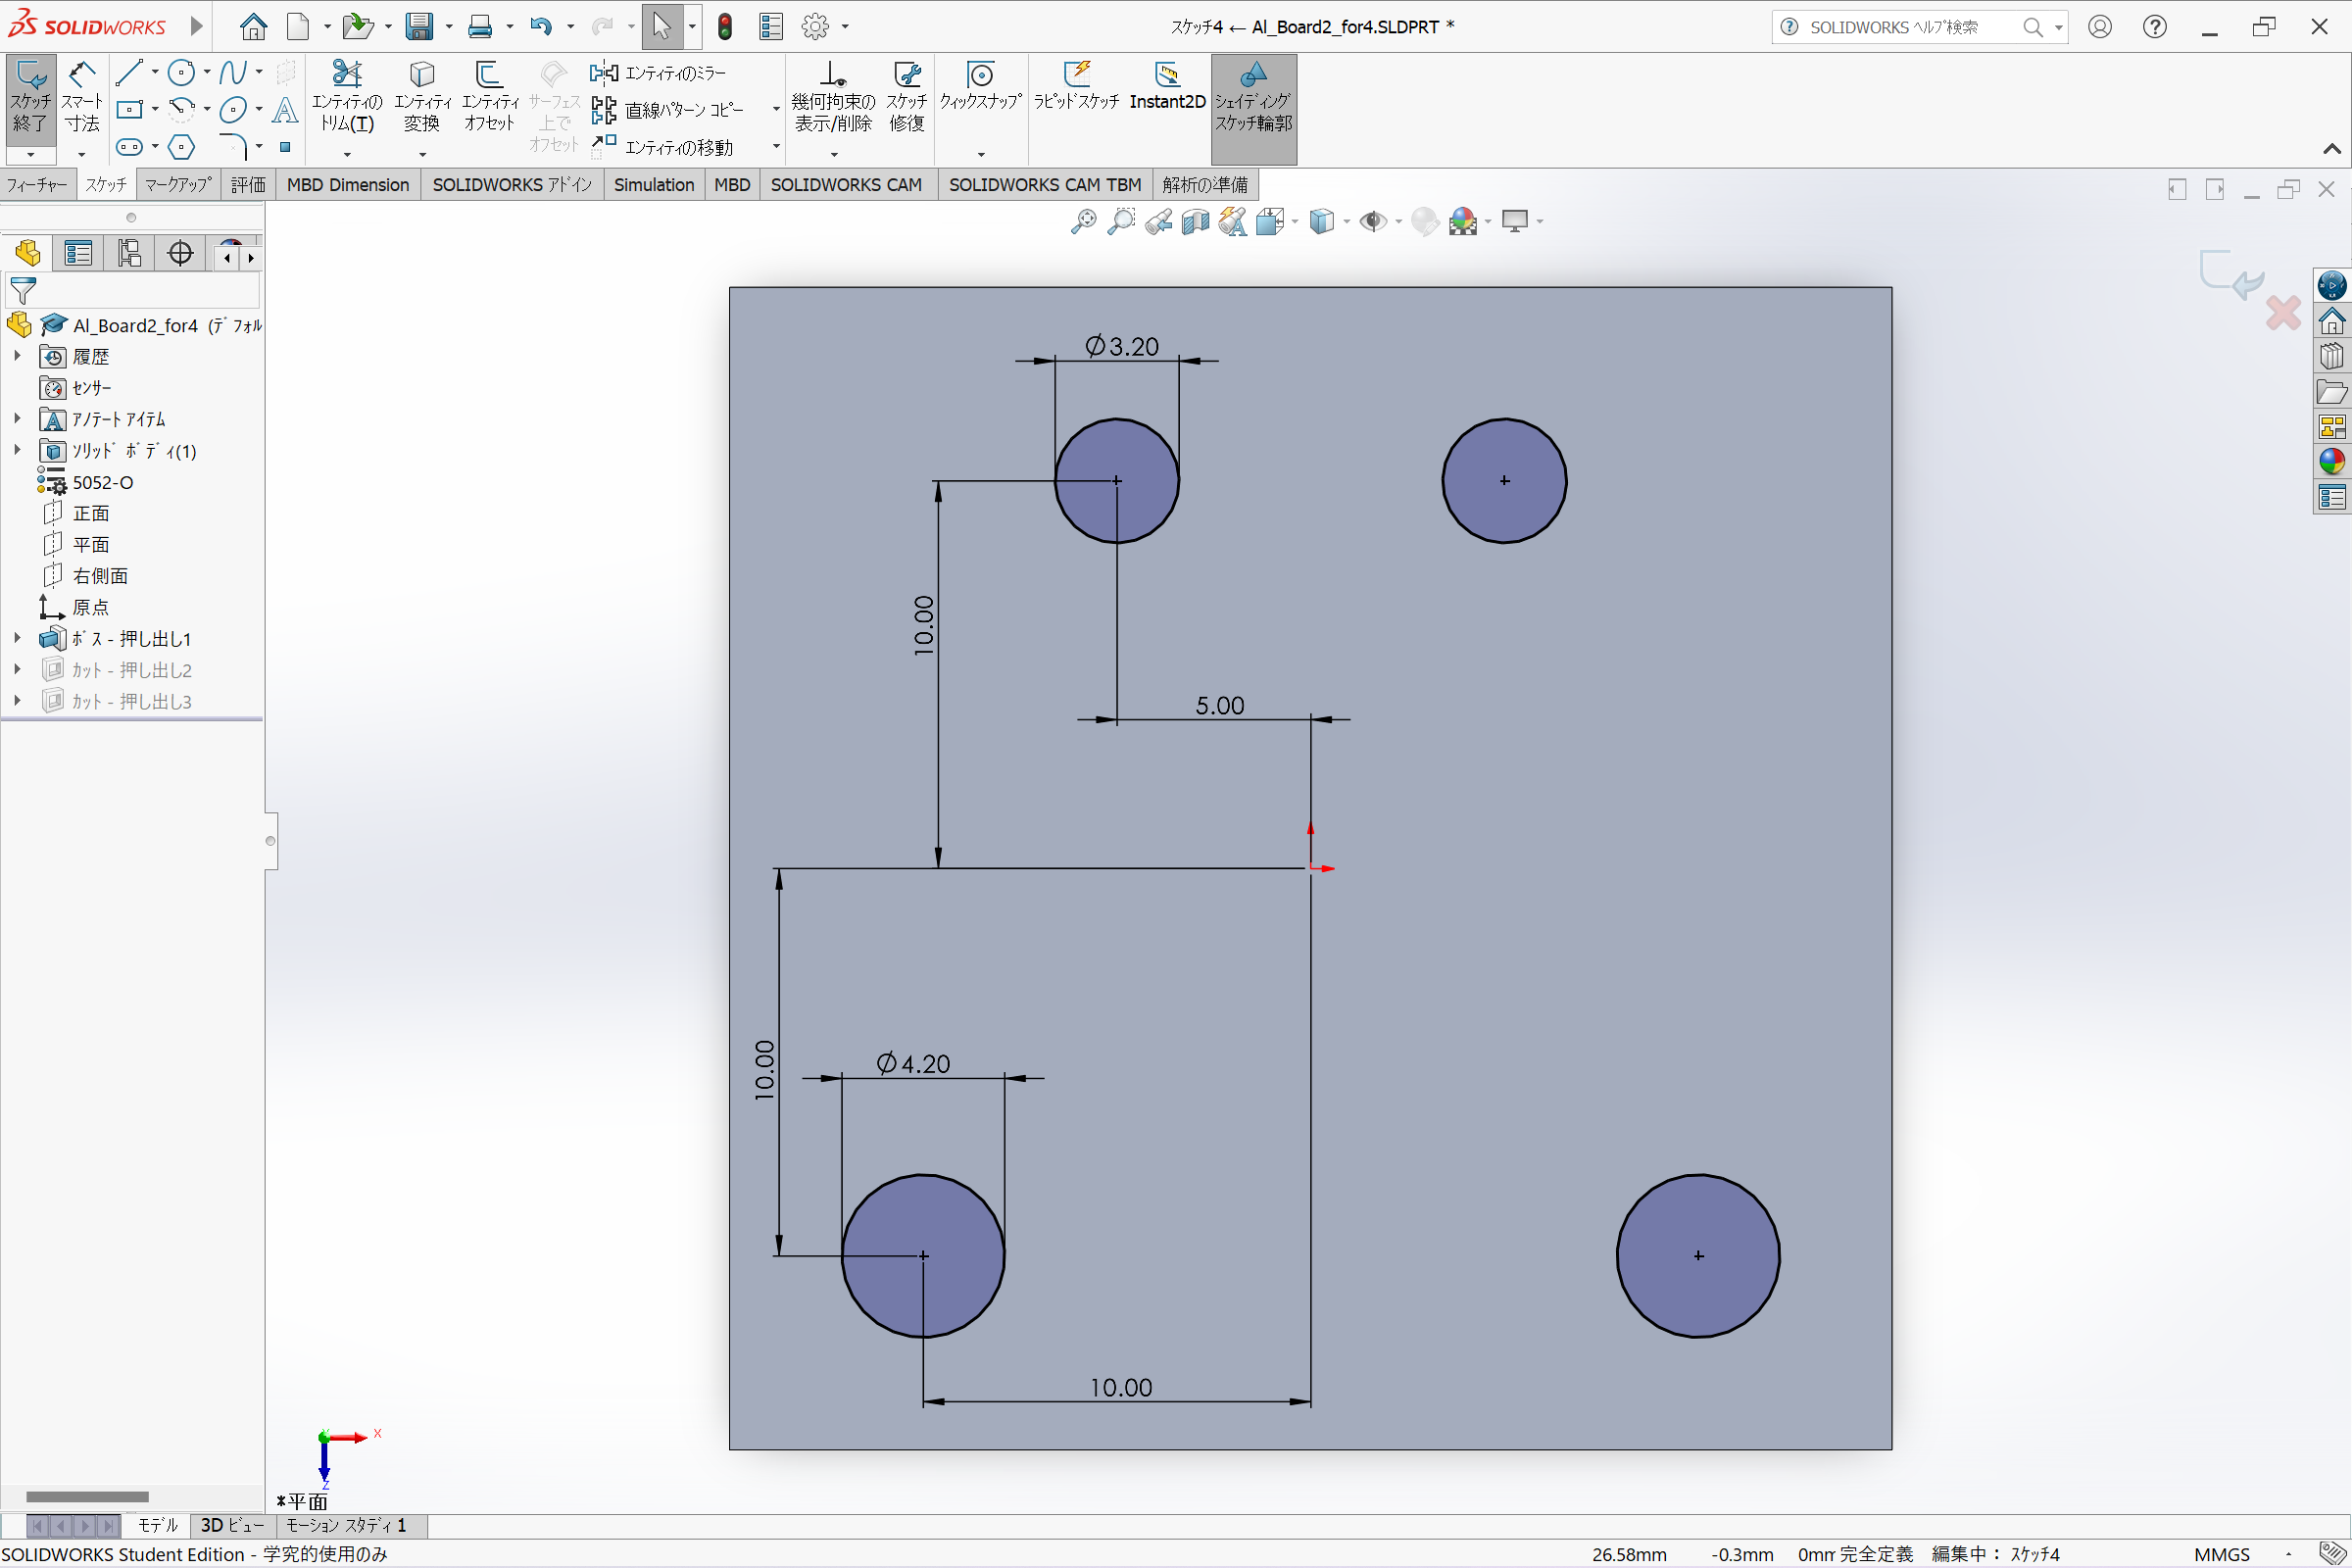 SOLIDWORKS
スケッチ4 ← Al_Board2_for4.SLDPRT *
SOLIDWORKS ﾍﾙﾌﾟ検索
スケッチ終了
スマート寸法
エンティティのトリム(T)
エンティティ変換
エンティティオフセット
サーフェス上でオフセット
エンティティのミラー
直線パターン コピー
エンティティの移動
幾何拘束の表示/削除
スケッチ修復
クィックスナップ
ラピッドスケッチ
Instant2D
シェイディングスケッチ輪郭
フィーチャー
スケッチ
マークアップ
評価
MBD Dimension
SOLIDWORKS アドイン
Simulation
MBD
SOLIDWORKS CAM
SOLIDWORKS CAM TBM
解析の準備
Al_Board2_for4 (ﾃﾞﾌｫﾙ
履歴
センサー
アノテート アイテム
ソリッド ボディ(1)
5052-O
正面
平面
右側面
原点
ボス - 押し出し1
カット - 押し出し2
カット - 押し出し3
∅3.20
10.00
5.00
10.00
∅4.20
10.00
X
Z
*平面
モデル
3D ビュー
モーション スタディ 1
SOLIDWORKS Student Edition - 学究的使用のみ
26.58mm
-0.3mm
0mm
完全定義
編集中： スケッチ4
MMGS